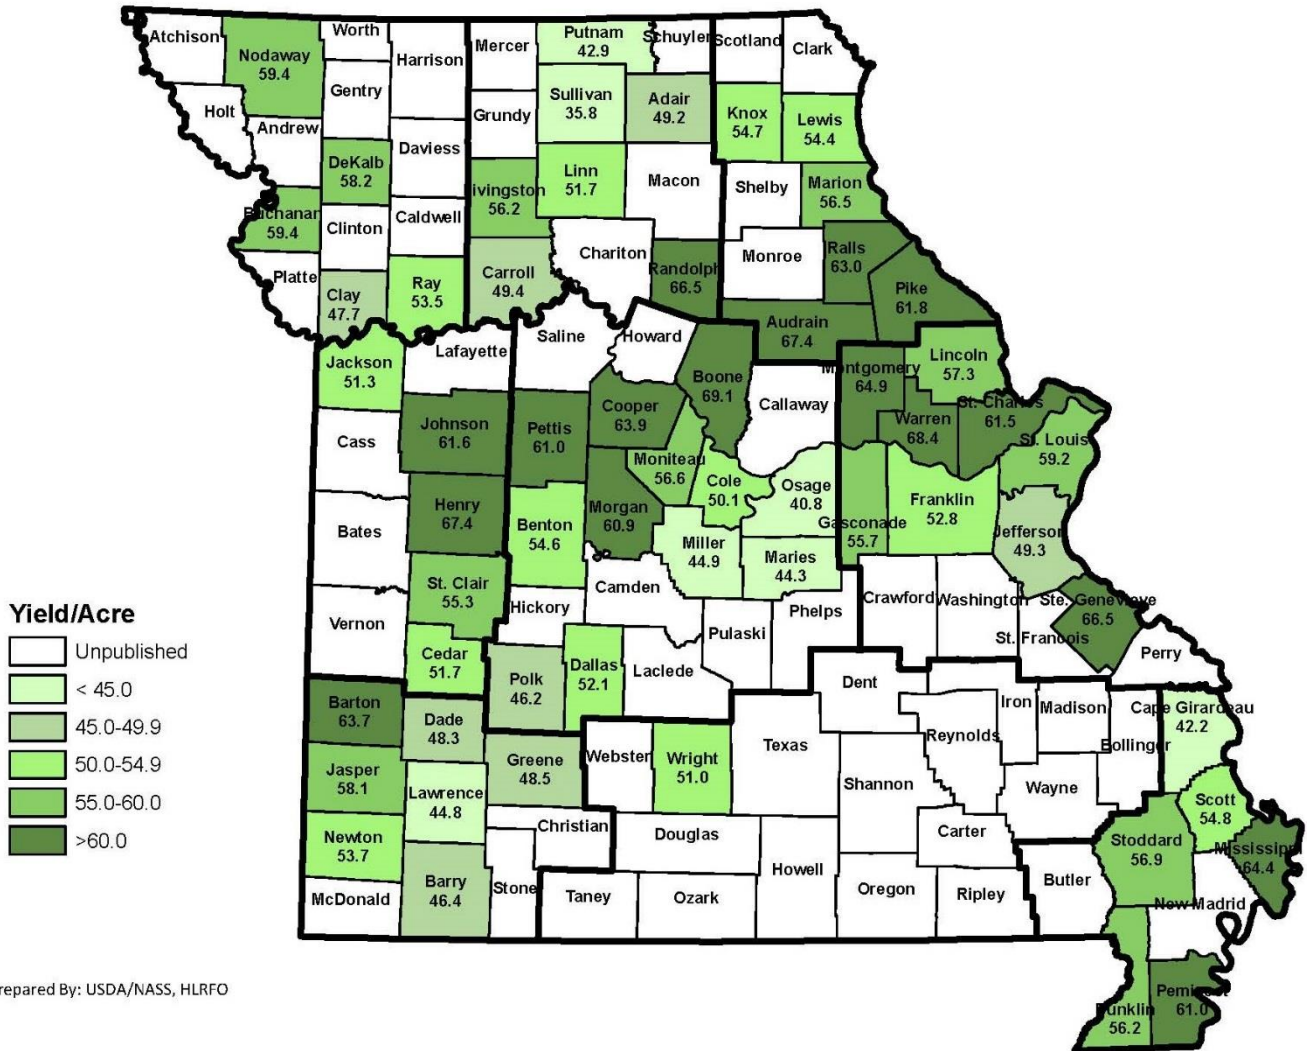 Atchison
Nodaway
59.4
Worth
Harrison
Mercer
Putnam
42.9
Schuyler
Scotland
Clark
Holt
Andrew
Gentry
Grundy
Sullivan
35.8
Adair
49.2
Knox
54.7
Lewis
54.4
DeKalb
58.2
Daviess
Livingston
56.2
Linn
51.7
Macon
Shelby
Marion
56.5
Buchanan
59.4
Clinton
Caldwell
Chariton
Randolph
66.5
Monroe
Ralls
63.0
Platte
Clay
47.7
Ray
53.5
Carroll
49.4
Audrain
67.4
Pike
61.8
Jackson
51.3
Lafayette
Saline
Howard
Boone
69.1
Callaway
Montgomery
64.9
Lincoln
57.3
Cass
Johnson
61.6
Pettis
61.0
Cooper
63.9
Moniteau
56.6
Cole
50.1
Osage
40.8
Warren
68.4
St. Charles
61.5
St. Louis
59.2
Bates
Henry
67.4
Benton
54.6
Morgan
60.9
Miller
44.9
Maries
44.3
Gasconade
55.7
Franklin
52.8
Jefferson
49.3
Vernon
St. Clair
55.3
Hickory
Camden
Pulaski
Phelps
Crawford
Washington
Ste. Genevieve
66.5
St. Francois
Perry
Cedar
51.7
Polk
46.2
Dallas
52.1
Laclede
Dent
Iron
Madison
Cape Girardeau
42.2
Bollinger
Barton
63.7
Dade
48.3
Greene
48.5
Webster
Wright
51.0
Texas
Reynolds
Shannon
Wayne
Jasper
58.1
Lawrence
44.8
Christian
Douglas
Carter
Scott
54.8
Stoddard
56.9
Mississippi
64.4
Newton
53.7
McDonald
Barry
46.4
Stone
Taney
Ozark
Howell
Oregon
Ripley
Butler
New Madrid
Dunklin
56.2
Pemiscot
61.0
Yield/Acre
Unpublished
< 45.0
45.0-49.9
50.0-54.9
55.0-60.0
>60.0
repared By: USDA/NASS, HLRFO